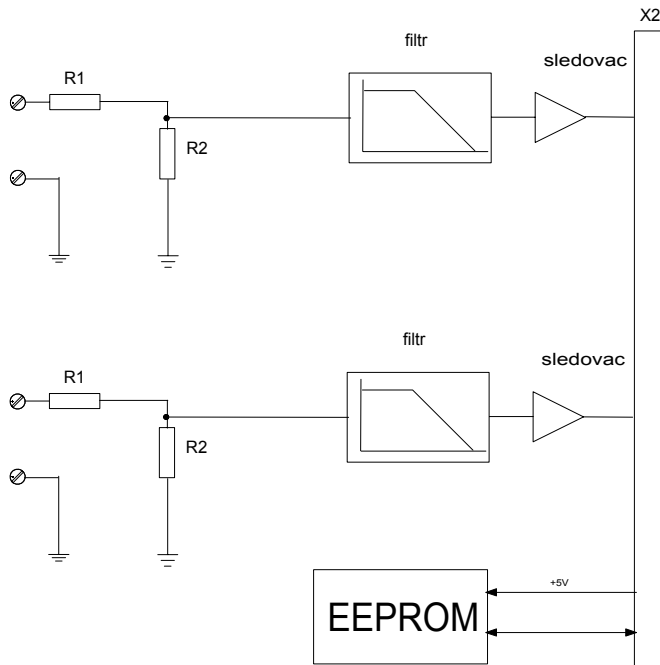 X2
filtr
sledovac
R1
R2
filtr
sledovac
R1
R2
+5V
EEPROM